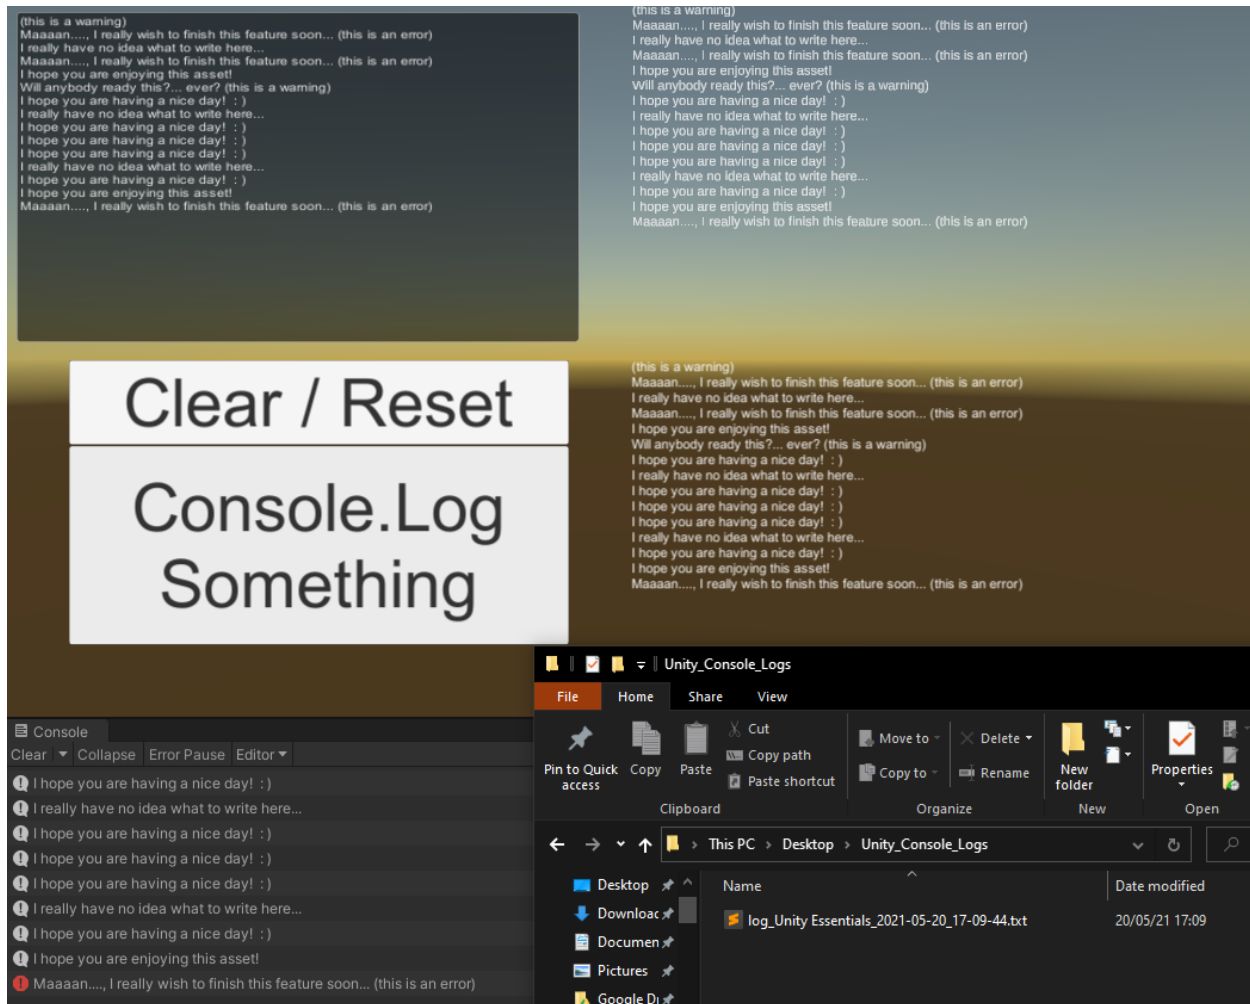 (this is a warning)
Maaaan...., I really wish to finish this feature soon... (this is an error)
I really have no idea what to write here...
Maaaan...., I really wish to finish this feature soon... (this is an error)
I hope you are enjoying this asset!
Will anybody ready this?... ever? (this is a warning)
I hope you are having a nice day!  : )
I really have no idea what to write here...
I hope you are having a nice day!  : )
I hope you are having a nice day!  : )
I hope you are having a nice day!  : )
I really have no idea what to write here...
I hope you are having a nice day!  : )
I hope you are enjoying this asset!
Maaaan...., I really wish to finish this feature soon... (this is an error)
(this is a warning)
Maaaan...., I really wish to finish this feature soon... (this is an error)
I really have no idea what to write here...
Maaaan...., I really wish to finish this feature soon... (this is an error)
I hope you are enjoying this asset!
Will anybody ready this?... ever? (this is a warning)
I hope you are having a nice day!  : )
I really have no idea what to write here...
I hope you are having a nice day!  : )
I hope you are having a nice day!  : )
I hope you are having a nice day!  : )
I really have no idea what to write here...
I hope you are having a nice day!  : )
I hope you are enjoying this asset!
Maaaan...., I really wish to finish this feature soon... (this is an error)
Clear / Reset
Console.Log
Something
(this is a warning)
Maaaan...., I really wish to finish this feature soon... (this is an error)
I really have no idea what to write here...
Maaaan...., I really wish to finish this feature soon... (this is an error)
I hope you are enjoying this asset!
Will anybody ready this?... ever? (this is a warning)
I hope you are having a nice day!  : )
I really have no idea what to write here...
I hope you are having a nice day!  : )
I hope you are having a nice day!  : )
I hope you are having a nice day!  : )
I really have no idea what to write here...
I hope you are having a nice day!  : )
I hope you are enjoying this asset!
Maaaan...., I really wish to finish this feature soon... (this is an error)
Console
Clear Collapse Error Pause Editor
I hope you are having a nice day!  : )
I really have no idea what to write here...
I hope you are having a nice day!  : )
I hope you are having a nice day!  : )
I hope you are having a nice day!  : )
I really have no idea what to write here...
I hope you are having a nice day!  : )
I hope you are enjoying this asset!
Maaaan...., I really wish to finish this feature soon... (this is an error)
Unity_Console_Logs
File Home Share View
Pin to Quick
access
Copy
Paste
Cut
Copy path
Paste shortcut
Clipboard
Move to
Copy to
Delete
Rename
Organize
New
folder
New
Properties
Open
This PC > Desktop > Unity_Console_Logs
Desktop
Downloac
Documen
Pictures
Google Di
Name Date modified
log_Unity Essentials_2021-05-20_17-09-44.txt 20/05/21 17:09